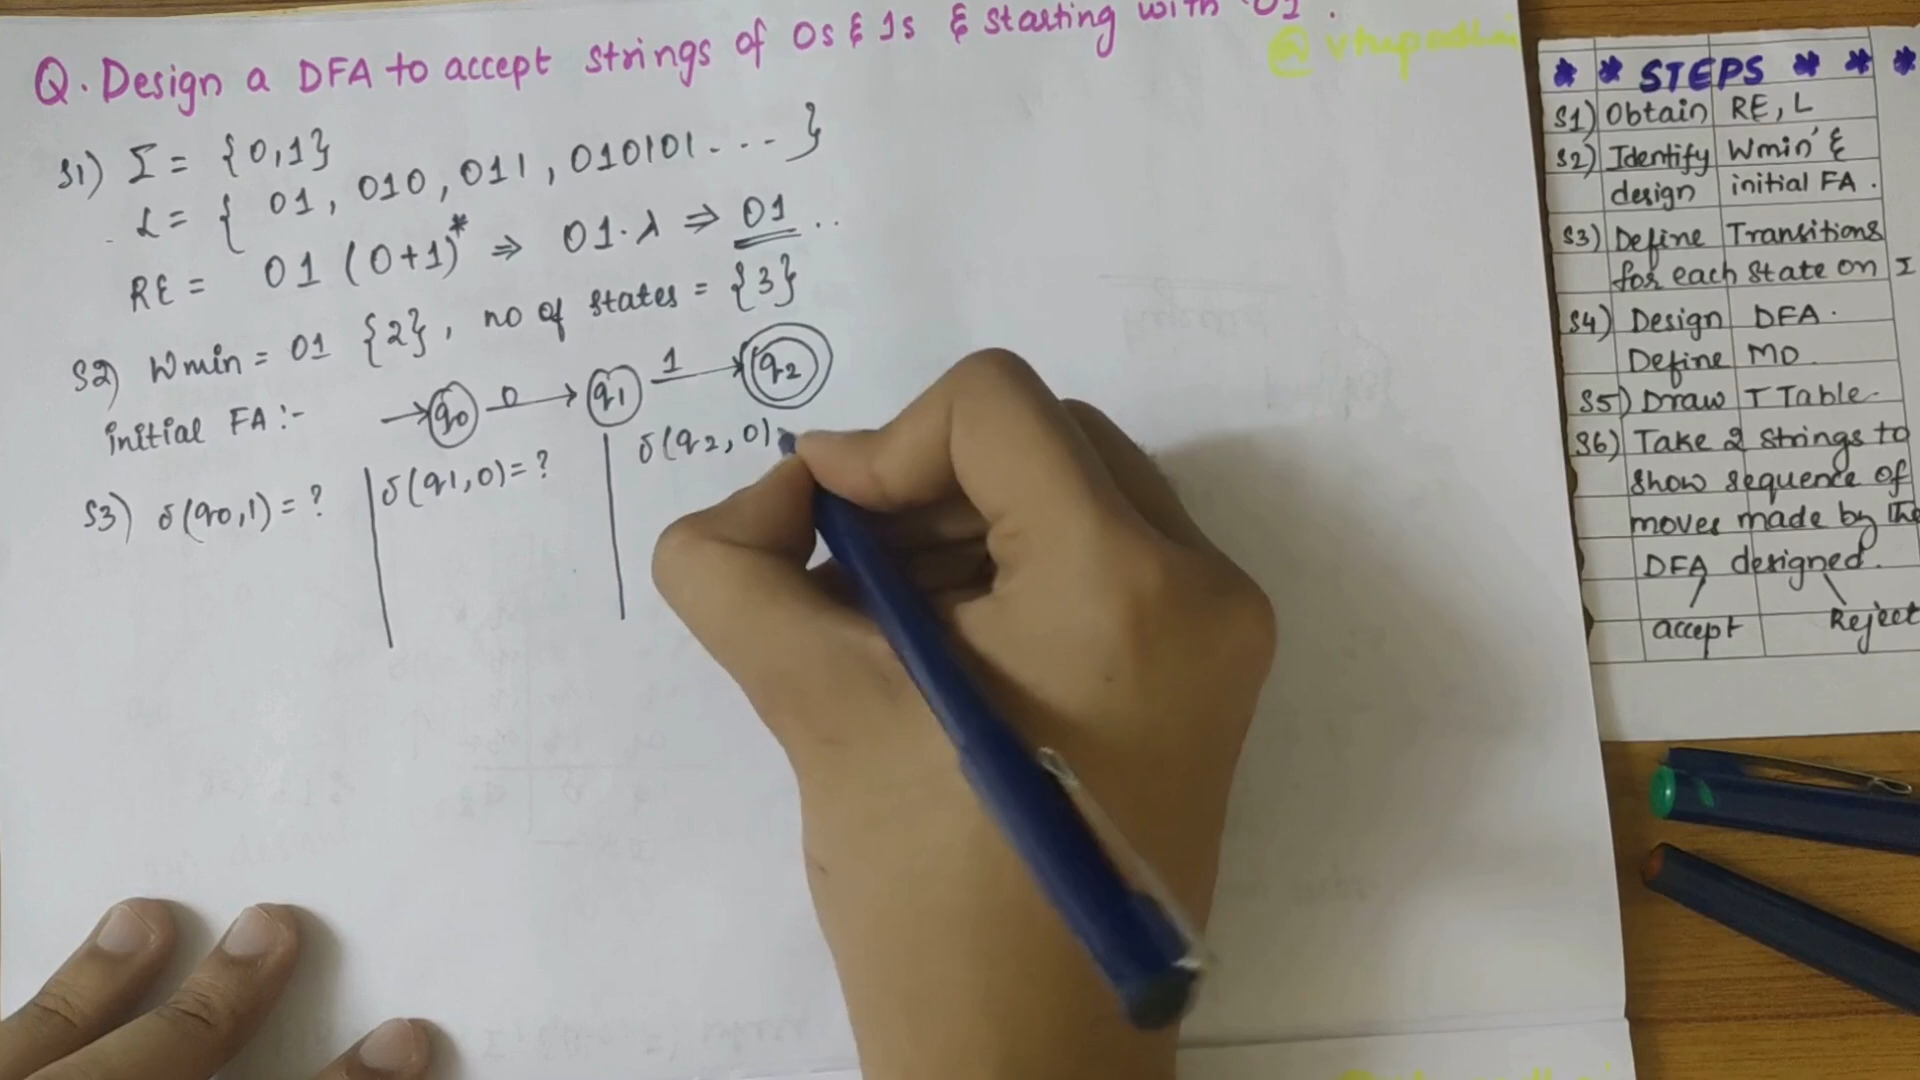 Q. Design a DFA to accept strings of 0s & 1s & starting with '01'.
S1) Σ = {0,1}
L = { 01, 010, 011, 010101 ... }
RE = 01 (0+1)* ⇒ 01·λ ⇒ 01 ..
S2) Wmin = 01 {2}, no of states = {3}
initial FA :- → q0 0 → q1 1 → q2
S3) δ(q0,1) = ? | δ(q1,0) = ? | δ(q2,0)
* * STEPS * * *
S1) Obtain RE, L
S2) Identify Wmin' &
design initial FA.
S3) Define Transitions
for each state on Σ
S4) Design DFA.
Define MD.
S5) Draw T Table.
S6) Take 2 strings to
show sequence of
moves made by the
DFA designed.
accept Reject